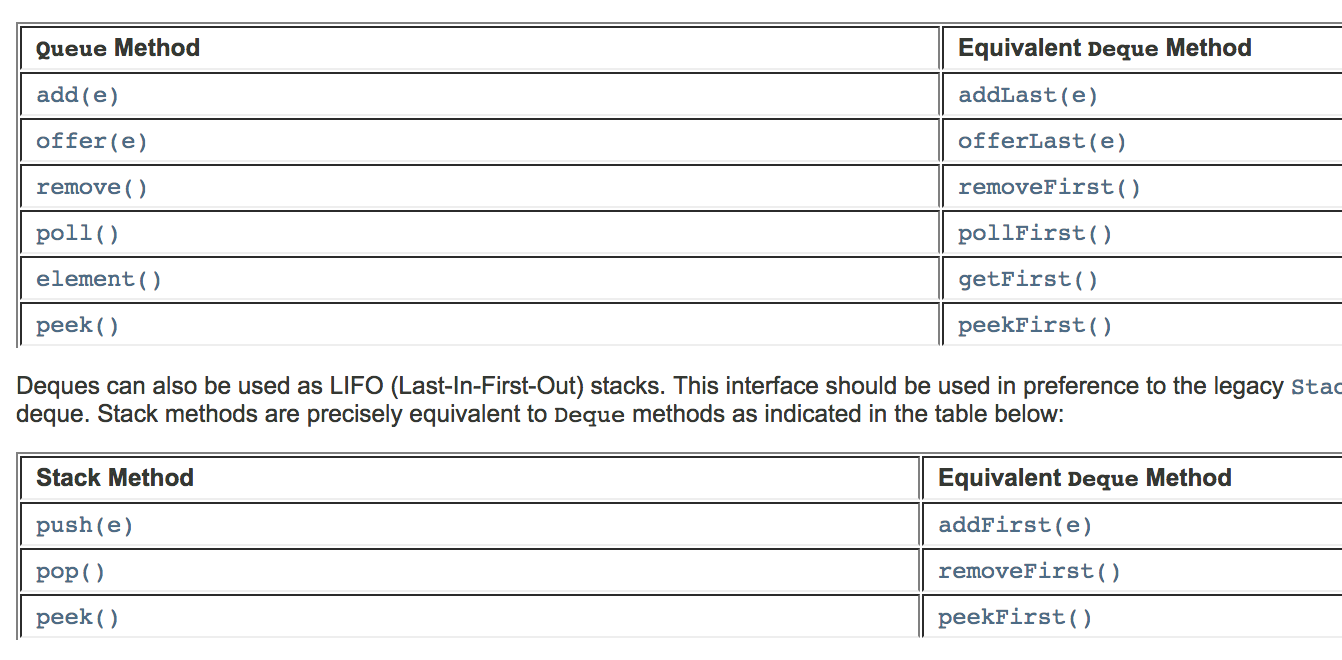 Queue Method Equivalent Deque Method
add(e) addLast(e)
offer(e) offerLast(e)
remove() removeFirst()
poll() pollFirst()
element() getFirst()
peek() peekFirst()
Deques can also be used as LIFO (Last-In-First-Out) stacks. This interface should be used in preference to the legacy
deque. Stack methods are precisely equivalent to Deque methods as indicated in the table below:
Stack Method Equivalent Deque Method
push(e) addFirst(e)
pop() removeFirst()
peek() peekFirst()